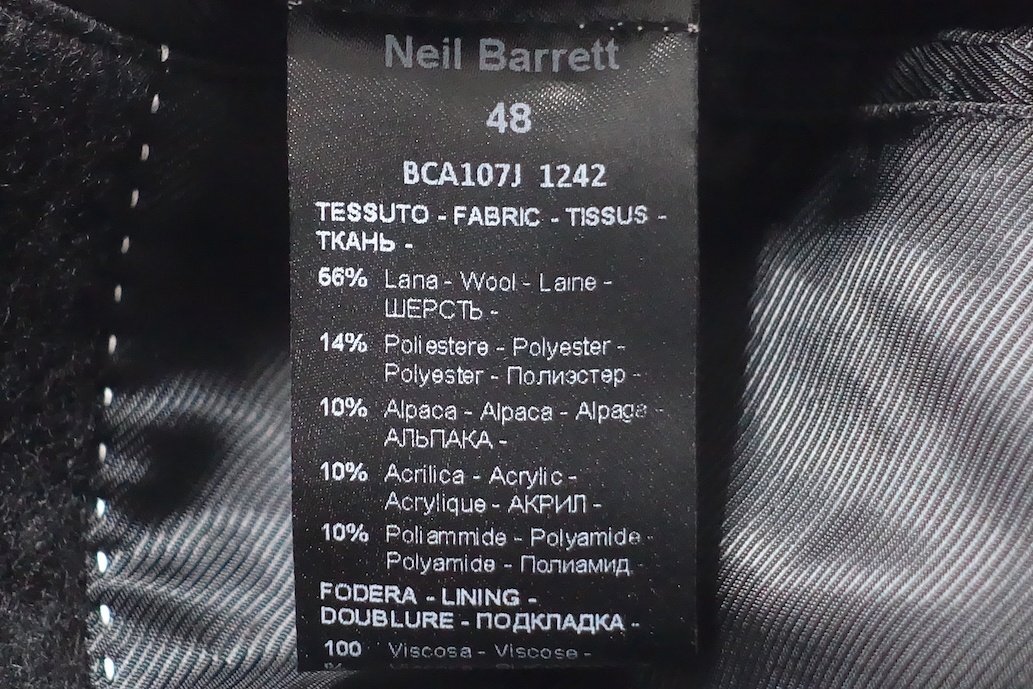 Neil Barrett
48
BCA107J 1242
TESSUTO - FABRIC - TISSUS -
ТКАНЬ -
56% Lana - Wool - Laine -
ШЕРСТЬ -
14% Poliestere - Polyester -
Polyester - Полиэстер -
10% Alpaca - Alpaca - Alpaga -
АЛЬПАКА -
10% Acrilica - Acrylic -
Acrylique - АКРИЛ -
10% Poliammide - Polyamide -
Polyamide - Полиамид
FODERA - LINING -
DOUBLURE - ПОДКЛАДКА -
100 Viscosa - Viscose -
%